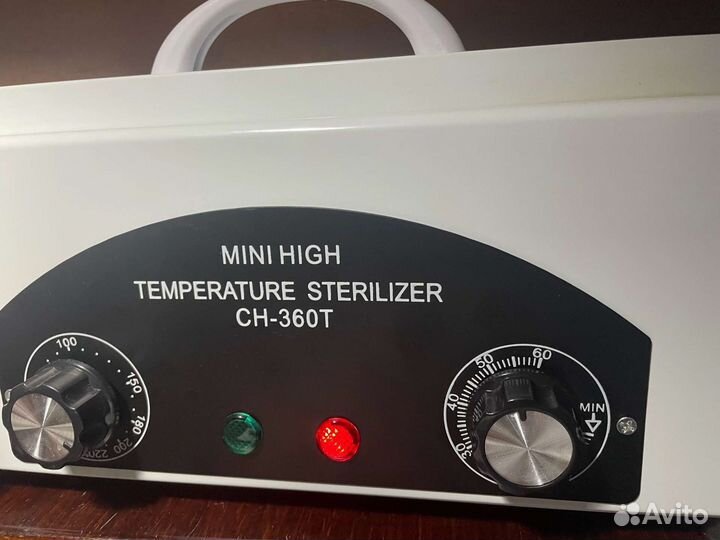 MINI HIGH
TEMPERATURE STERILIZER
CH-360T
100
150
180
200
220
30
40
50
60
MIN
Avito